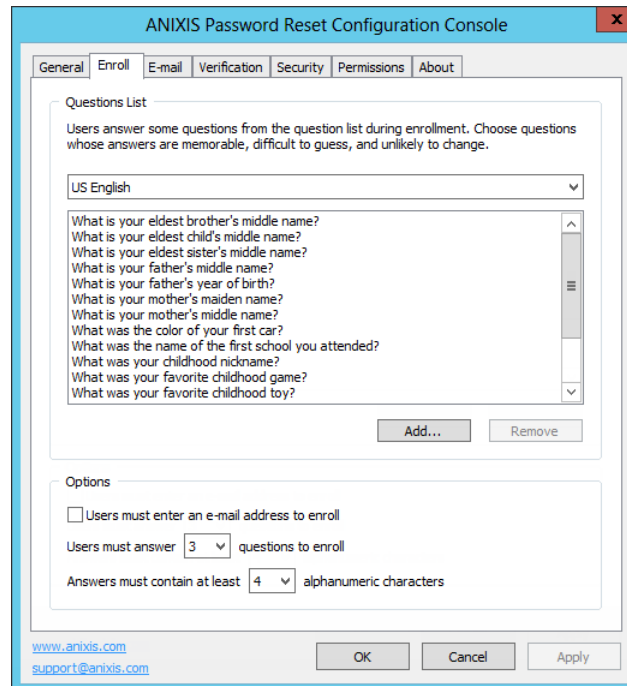 ANIXIS Password Reset Configuration Console
x
General Enroll E-mail Verification Security Permissions About
Questions List
Users answer some questions from the question list during enrollment. Choose questions
whose answers are memorable, difficult to guess, and unlikely to change.
US English
What is your eldest brother's middle name?
What is your eldest child's middle name?
What is your eldest sister's middle name?
What is your father's middle name?
What is your father's year of birth?
What is your mother's maiden name?
What is your mother's middle name?
What was the color of your first car?
What was the name of the first school you attended?
What was your childhood nickname?
What was your favorite childhood game?
What was your favorite childhood toy?
Add... Remove
Options
Users must enter an e-mail address to enroll
Users must answer 3 questions to enroll
Answers must contain at least 4 alphanumeric characters
www.anixis.com
support@anixis.com
OK Cancel Apply